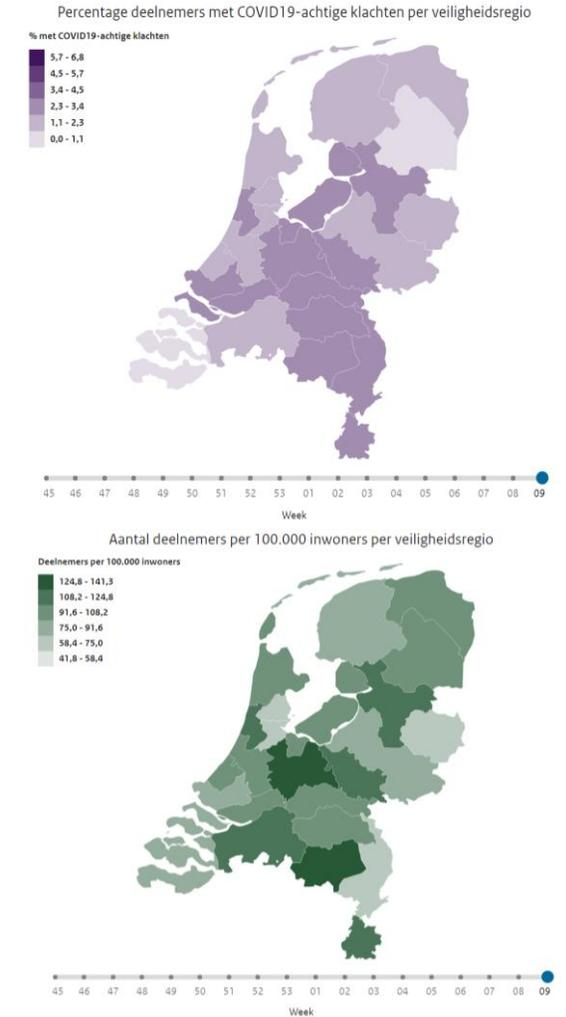 Percentage deelnemers met COVID19-achtige klachten per veiligheidsregio
% met COVID19-achtige klachten
5,7 - 6,8
4,5 - 5,7
3,4 - 4,5
2,3 - 3,4
1,1 - 2,3
0,0 - 1,1
45 46 47 48 49 50 51 52 53 01 02 03 04 05 06 07 08 09
Week
Aantal deelnemers per 100.000 inwoners per veiligheidsregio
Deelnemers per 100.000 inwoners
124,8 - 141,3
108,2 - 124,8
91,6 - 108,2
75,0 - 91,6
58,4 - 75,0
41,8 - 58,4
45 46 47 48 49 50 51 52 53 01 02 03 04 05 06 07 08 09
Week